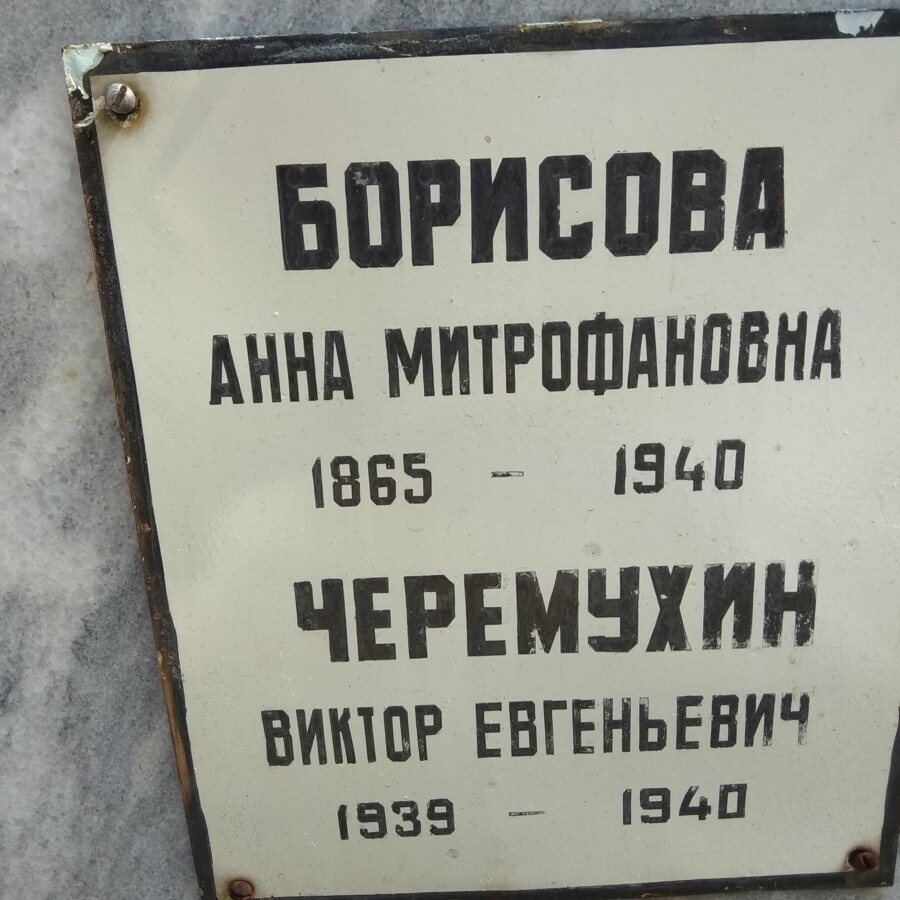 БОРИСОВА
АННА МИТРОФАНОВНА
1865 - 1940
ЧЕРЕМУХИН
ВИКТОР ЕВГЕНЬЕВИЧ
1939 - 1940